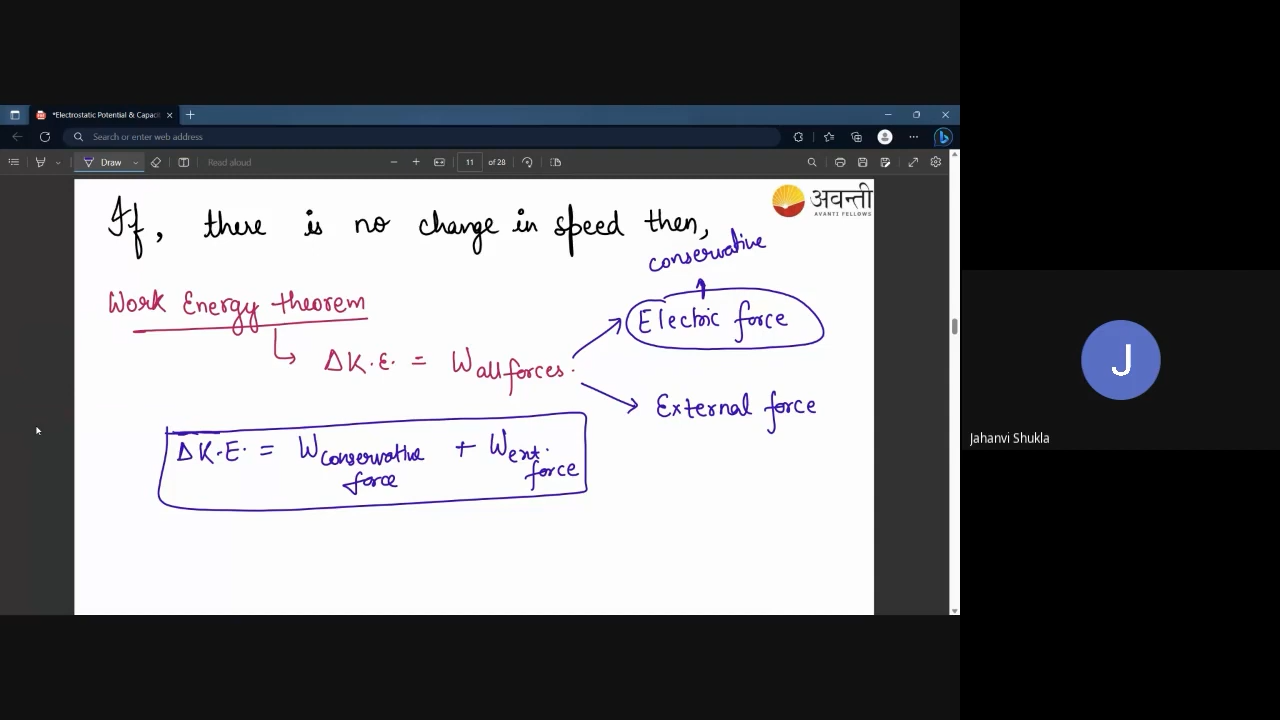 *Electrostatic Potential & Capaci
Search or enter web address
Draw
Read aloud
11 of 28
अवन्ती
AVANTI FELLOWS
If, there is no change in speed then,
conservative
Work Energy theorem
Electric force
ΔK.E. = W all forces.
External force
ΔK.E. = W conservative force + W ext. force
J
Jahanvi Shukla